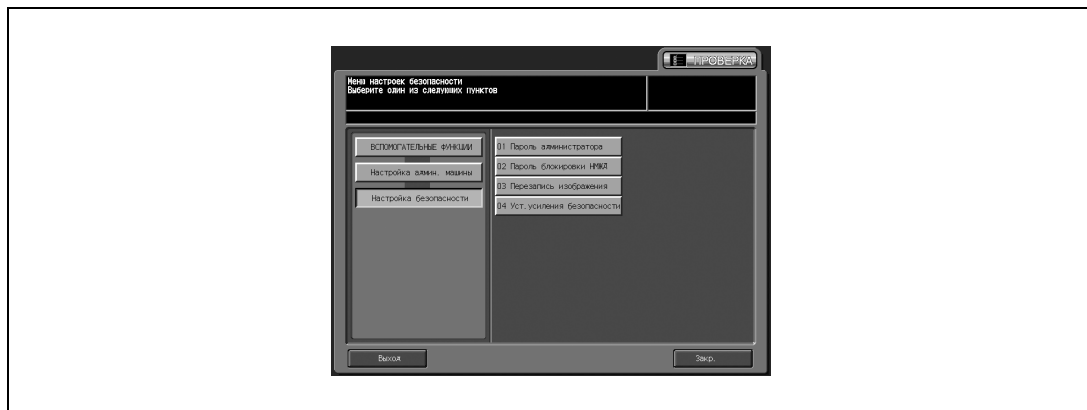 ПРОВЕРКА
Меню настроек безопасности
Выберите один из следующих пунктов
ВСПОМОГАТЕЛЬНЫЕ ФУНКЦИИ
Настройка админ. машины
Настройка безопасности
01 Пароль администратора
02 Пароль блокировки НМЖД
03 Перезапись изображения
04 Уст.усиления безопасности
Выход
Закр.